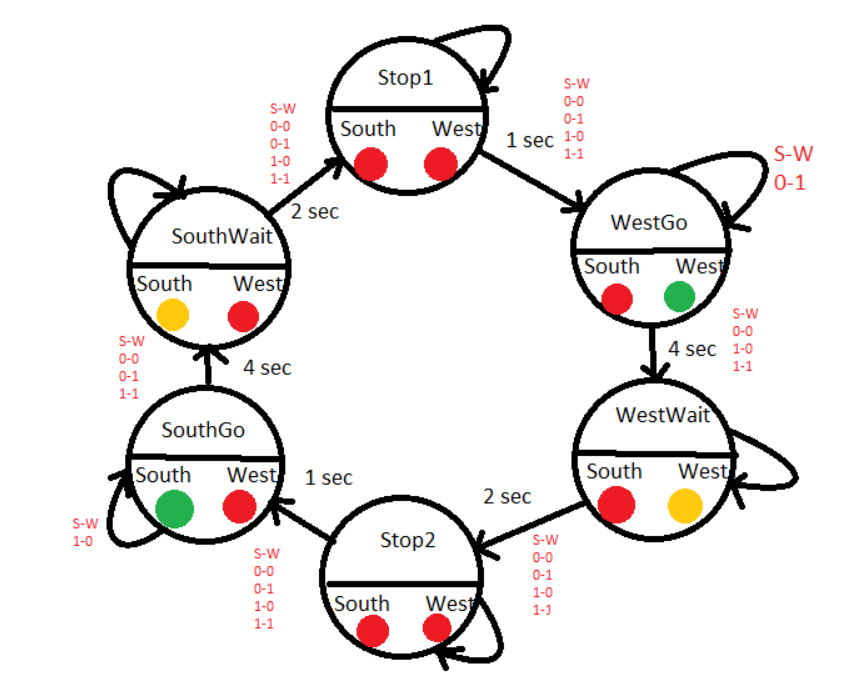 Stop1
South West
S-W
0-0
0-1
1-0
1-1
1 sec
S-W
0-0
0-1
1-0
1-1
WestGo
South West
S-W
0-1
4 sec
S-W
0-0
1-0
1-1
WestWait
South West
2 sec
S-W
0-0
0-1
1-0
1-J
Stop2
South West
1 sec
S-W
0-0
0-1
1-0
1-1
SouthGo
South West
S-W
1-0
4 sec
S-W
0-0
0-1
1-1
SouthWait
South West
2 sec